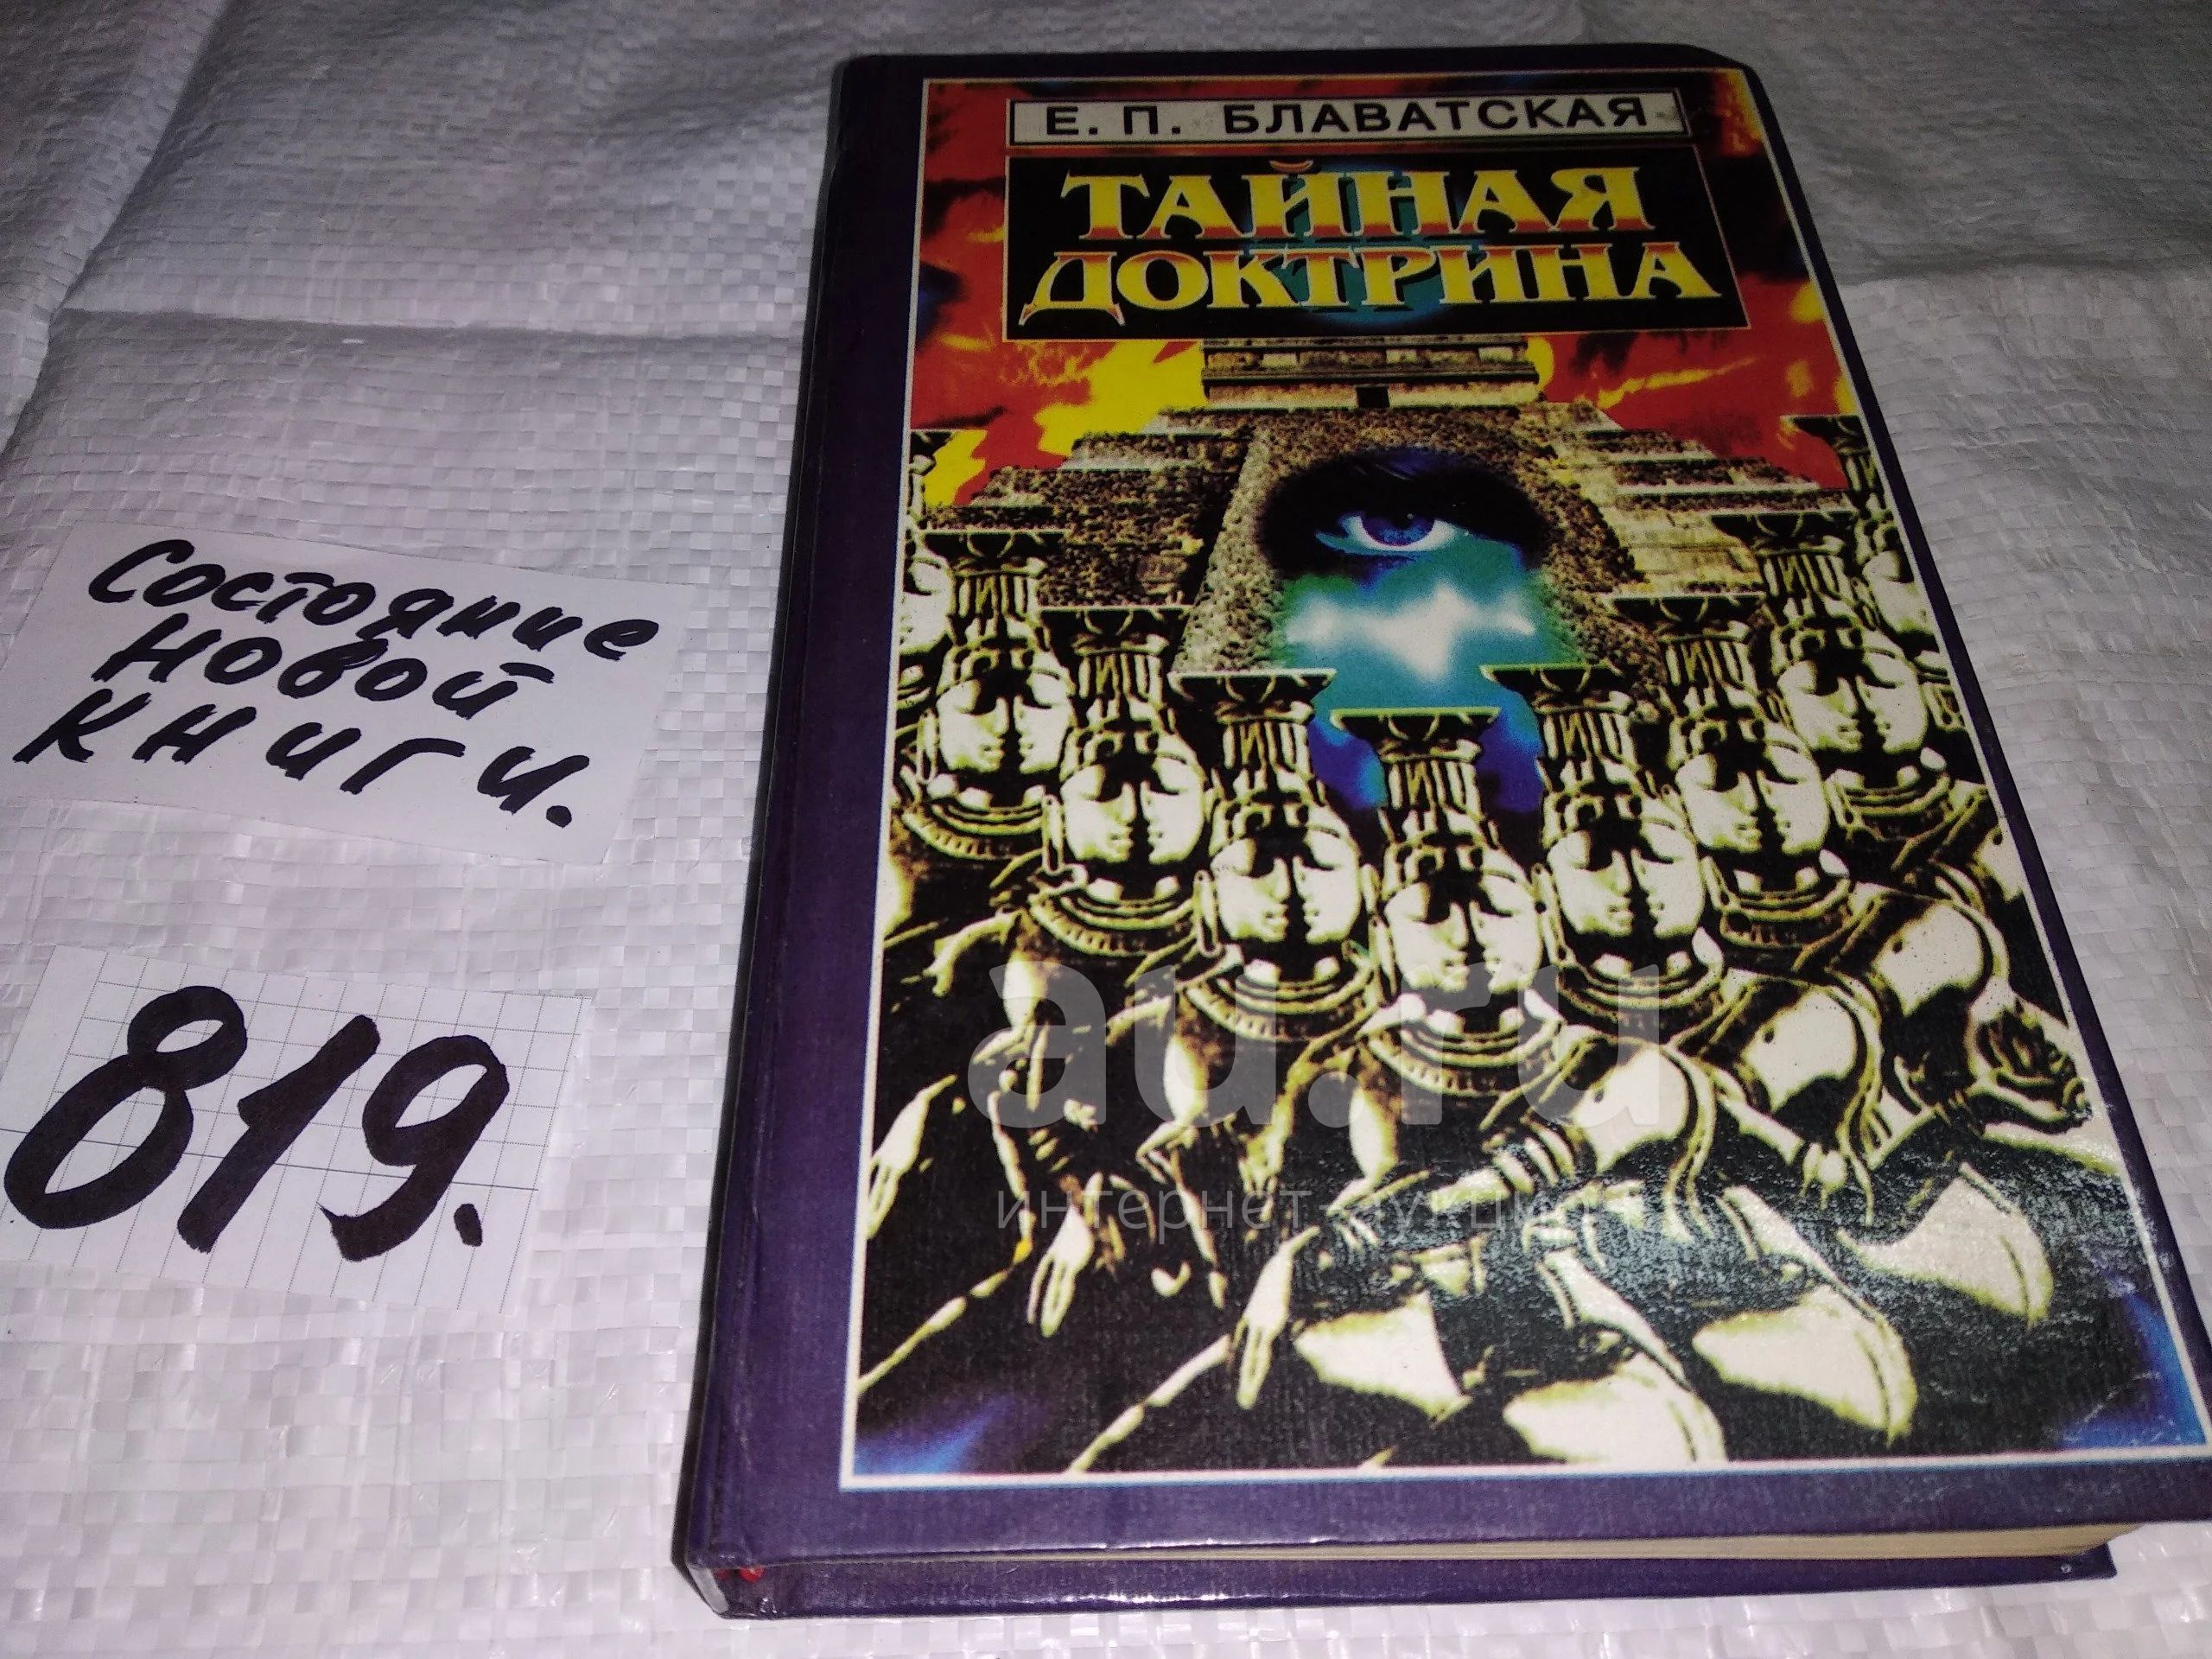 Е. П. БЛАВАТСКАЯ
ТАЙНАЯ
ДОКТРИНА
Состояние
новой
книги.
819.
au.ru
интернет-аукцион